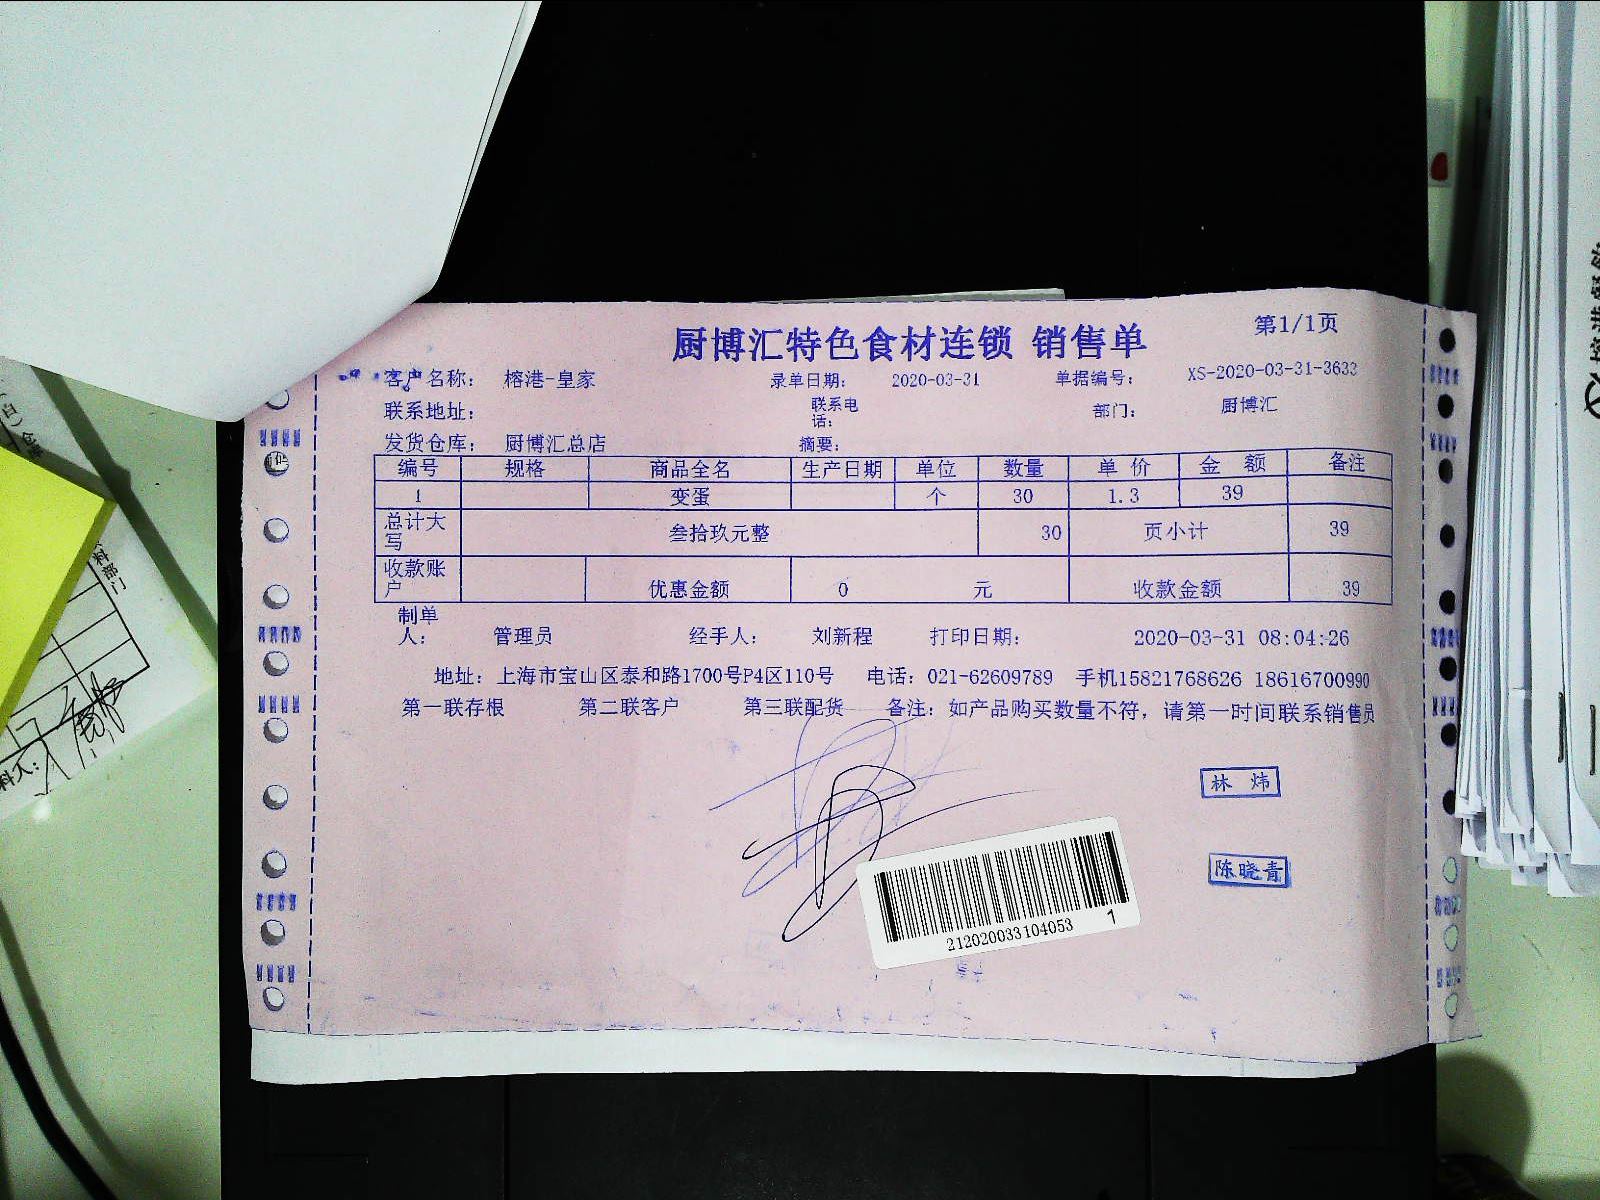 厨博汇特色食材连锁 销售单 第1/1页
客户名称： 榕港-皇家 录单日期： 2020-03-31 单据编号： XS-2020-03-31-3633
联系地址： 联系电话： 部门： 厨博汇
发货仓库： 厨博汇总店 摘要：
编号 规格 商品全名 生产日期 单位 数量 单 价 金 额 备注
1 变蛋 个 30 1.3 39
总计大写 叁拾玖元整 30 页小计 39
收款账户 优惠金额 0 元 收款金额 39
制单人： 管理员 经手人： 刘新程 打印日期： 2020-03-31 08:04:26
地址：上海市宝山区泰和路1700号P4区110号 电话：021-62609789 手机15821768626 18616700990
第一联存根 第二联客户 第三联配货 备注：如产品购买数量不符，请第一时间联系销售员
林 炜
陈晓青
212020033104053 1
料部门
料人：